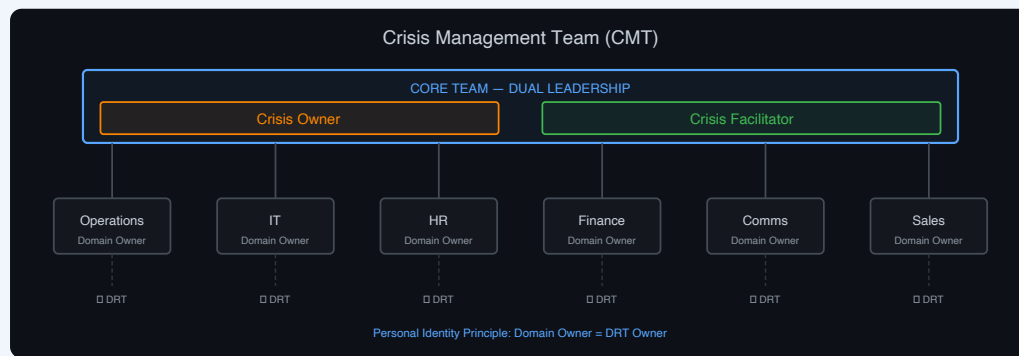 Crisis Management Team (CMT)
CORE TEAM — DUAL LEADERSHIP
Crisis Owner Crisis Facilitator
Operations IT HR Finance Comms Sales
Domain Owner Domain Owner Domain Owner Domain Owner Domain Owner Domain Owner
DRT DRT DRT DRT DRT DRT
Personal Identity Principle: Domain Owner = DRT Owner